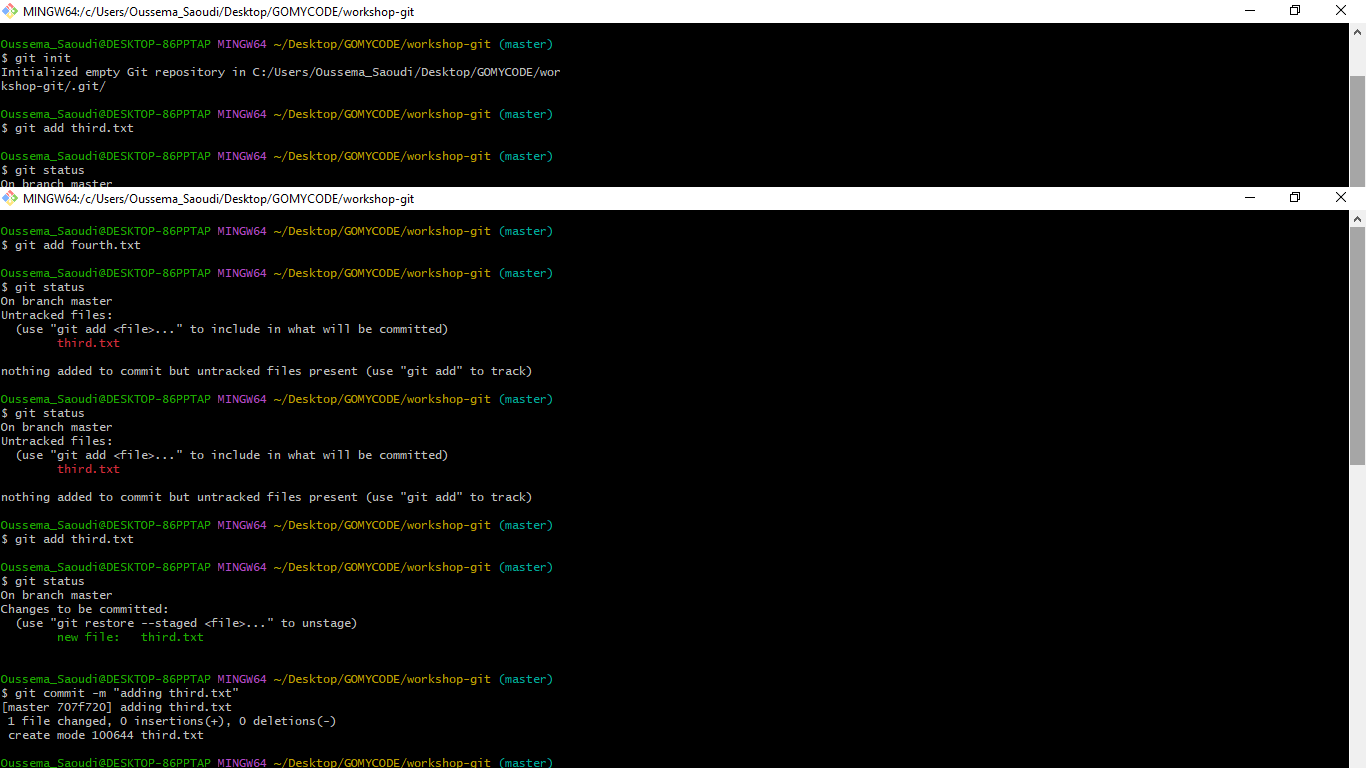 MINGW64:/c/Users/Oussema_Saoudi/Desktop/GOMYCODE/workshop-git
Oussema_Saoudi@DESKTOP-86PPTAP MINGW64 ~/Desktop/GOMYCODE/workshop-git (master)
$ git init
Initialized empty Git repository in C:/Users/Oussema_Saoudi/Desktop/GOMYCODE/wor
kshop-git/.git/
Oussema_Saoudi@DESKTOP-86PPTAP MINGW64 ~/Desktop/GOMYCODE/workshop-git (master)
$ git add third.txt
Oussema_Saoudi@DESKTOP-86PPTAP MINGW64 ~/Desktop/GOMYCODE/workshop-git (master)
$ git status
On branch master
MINGW64:/c/Users/Oussema_Saoudi/Desktop/GOMYCODE/workshop-git
Oussema_Saoudi@DESKTOP-86PPTAP MINGW64 ~/Desktop/GOMYCODE/workshop-git (master)
$ git add fourth.txt
Oussema_Saoudi@DESKTOP-86PPTAP MINGW64 ~/Desktop/GOMYCODE/workshop-git (master)
$ git status
On branch master
Untracked files:
  (use "git add <file>..." to include in what will be committed)
        third.txt
nothing added to commit but untracked files present (use "git add" to track)
Oussema_Saoudi@DESKTOP-86PPTAP MINGW64 ~/Desktop/GOMYCODE/workshop-git (master)
$ git status
On branch master
Untracked files:
  (use "git add <file>..." to include in what will be committed)
        third.txt
nothing added to commit but untracked files present (use "git add" to track)
Oussema_Saoudi@DESKTOP-86PPTAP MINGW64 ~/Desktop/GOMYCODE/workshop-git (master)
$ git add third.txt
Oussema_Saoudi@DESKTOP-86PPTAP MINGW64 ~/Desktop/GOMYCODE/workshop-git (master)
$ git status
On branch master
Changes to be committed:
  (use "git restore --staged <file>..." to unstage)
        new file:   third.txt
Oussema_Saoudi@DESKTOP-86PPTAP MINGW64 ~/Desktop/GOMYCODE/workshop-git (master)
$ git commit -m "adding third.txt"
[master 707f720] adding third.txt
 1 file changed, 0 insertions(+), 0 deletions(-)
 create mode 100644 third.txt
Oussema_Saoudi@DESKTOP-86PPTAP MINGW64 ~/Desktop/GOMYCODE/workshop-git (master)